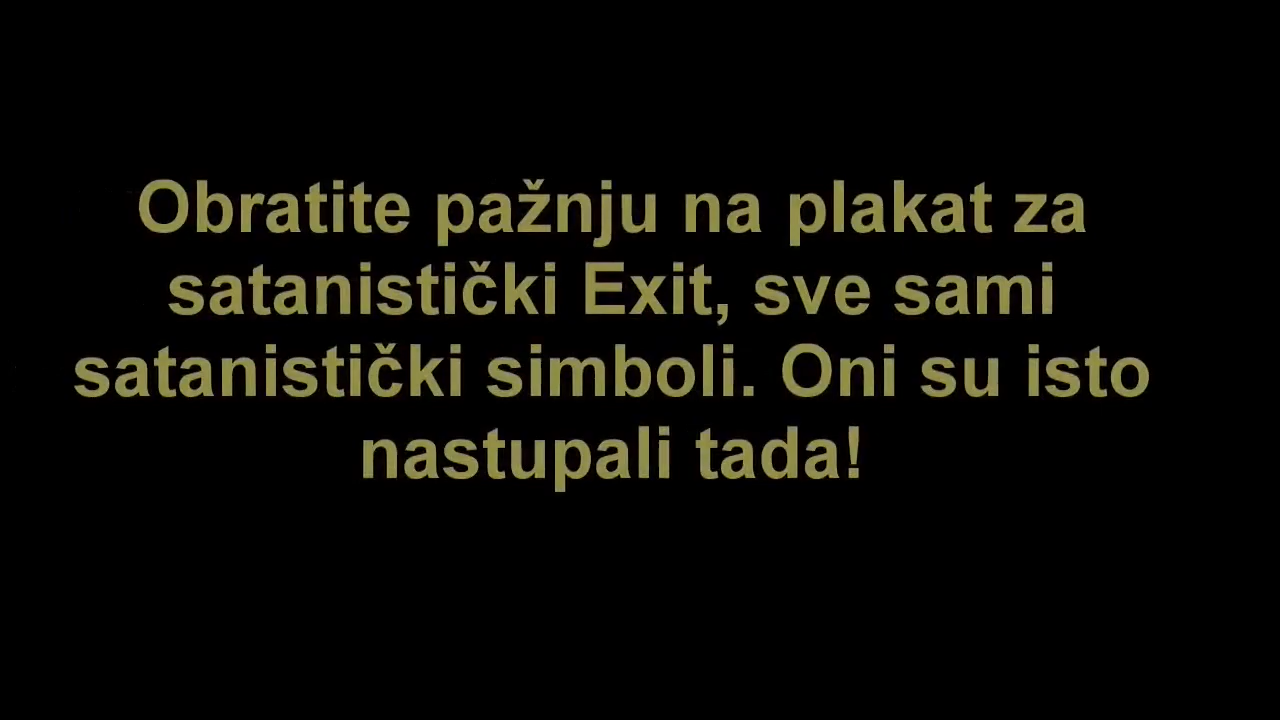 Obratite pažnju na plakat za
satanistički Exit, sve sami
satanistički simboli. Oni su isto
nastupali tada!